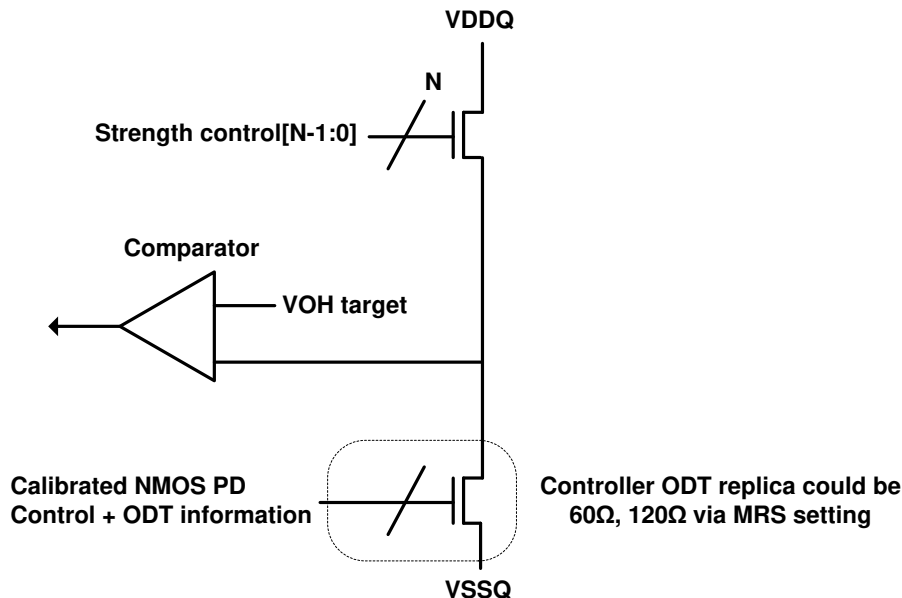 VDDQ
N
Strength control[N-1:0]
Comparator
VOH target
Calibrated NMOS PD
Control + ODT information
Controller ODT replica could be
60Ω, 120Ω via MRS setting
VSSQ